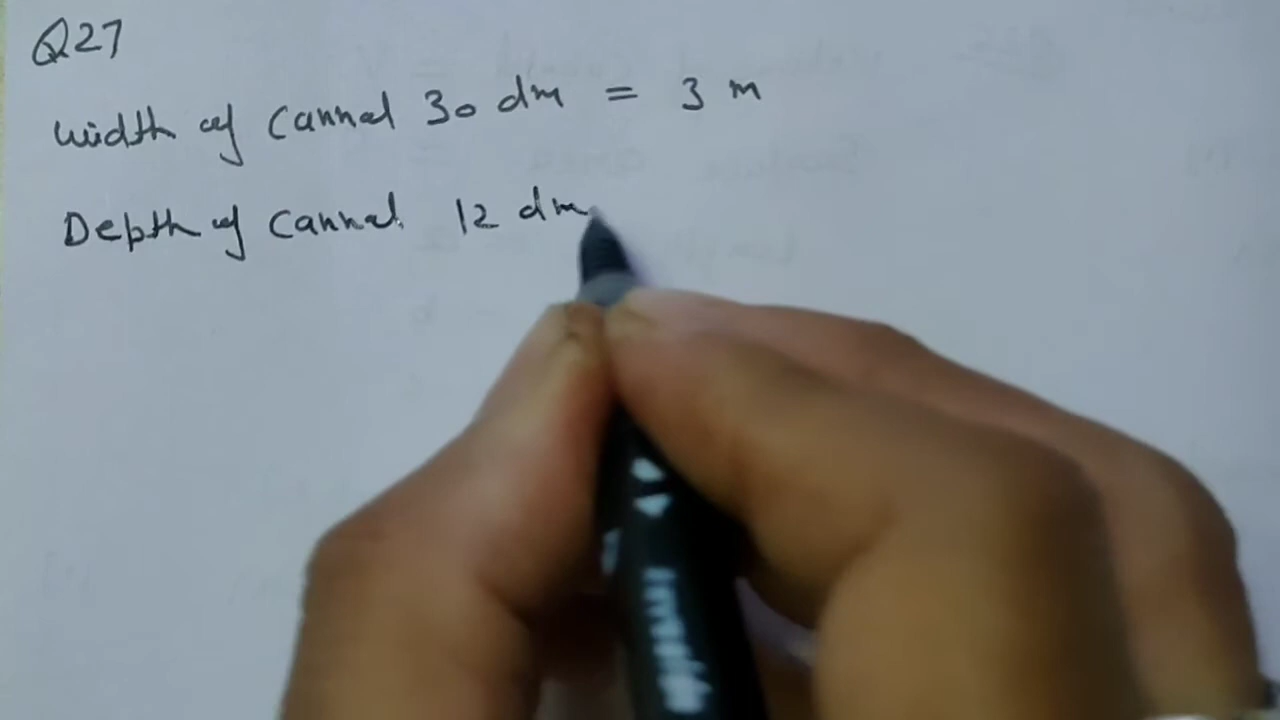 Q27
Width of Cannal 30 dm = 3 m
Depth of Cannal 12 dm